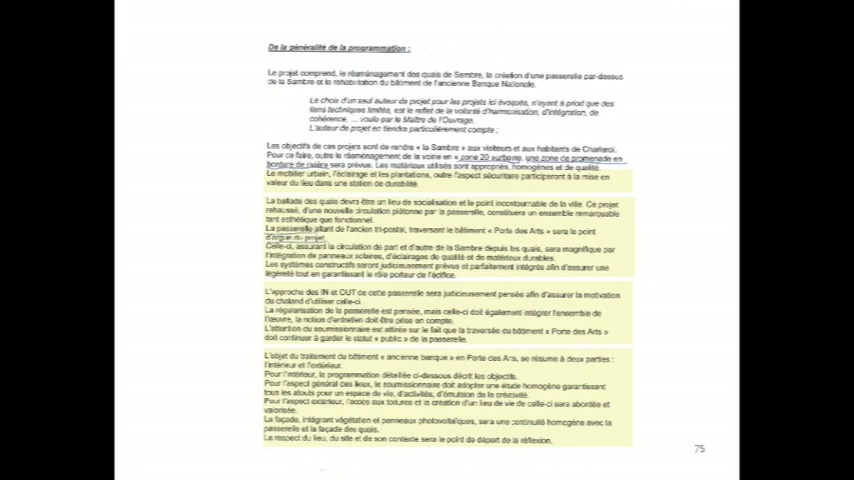 De la généralité de la programmation :
Le projet comprend, le réaménagement des quais de Sambre, la création d'une passerelle par-dessus
de la Sambre et la réhabilitation du bâtiment de l'ancienne Banque Nationale.
Le choix d'un seul auteur de projet pour les projets ici évoqués, n'ayant à priori que des
liens techniques limités, est le reflet de la volonté d'harmonisation, d'intégration, de
cohérence, ... voulu par le Maître de l'Ouvrage.
L'auteur de projet en tiendra particulièrement compte ;
Les objectifs de ces projets sont de rendre « la Sambre » aux visiteurs et aux habitants de Charleroi.
Pour ce faire, outre le réaménagement de la voirie en « zone 20 » urbaine, une zone de promenade en
bordure de rivière sera prévue. Les matériaux utilisés sont appropriés, homogènes et de qualité.
Le mobilier urbain, l'éclairage et les plantations, outre l'aspect sécuritaire participeront à la mise en
valeur du lieu dans une station de durabilité.
La ballade des quais devra être un lieu de socialisation et le point incontournable de la ville. Ce projet
rehaussé, d'une nouvelle circulation piétonne par la passerelle, constituera un ensemble remarquable
tant esthétique que fonctionnel.
La passerelle allant de l'ancien tri-postal, traversant le bâtiment « Porte des Arts » sera le point
d'orgue du projet.
Celle-ci, assurant la circulation de part et d'autre de la Sambre depuis les quais, sera magnifique par
l'intégration de panneaux solaires, d'éclairages de qualité et de matériaux durables.
Les systèmes constructifs seront judicieusement prévus et parfaitement intégrés afin d'assurer une
légèreté tout en garantissant le rôle porteur de l'édifice.
L'approche des IN et OUT de cette passerelle sera judicieusement pensée afin d'assurer la motivation
du chaland d'utiliser celle-ci.
La régularisation de la passerelle est pensée, mais celle-ci doit également intégrer l'ensemble de
l'œuvre, la notion d'entretien doit être prise en compte.
L'attention du soumissionnaire est attirée sur le fait que la traversée du bâtiment « Porte des Arts »
doit continuer à garder le statut « public » de la passerelle.
L'objet du traitement du bâtiment « ancienne banque » en Porte des Arts, se résume à deux parties :
l'intérieur et l'extérieur.
Pour l'intérieur, la programmation détaillée ci-dessous décrit les objectifs.
Pour l'aspect général des lieux, le soumissionnaire doit adopter une étude homogène garantissant
tous les atouts pour un espace de vie, d'activités, d'émulsion de la créativité.
Pour l'aspect extérieur, l'accès aux toitures et la création d'un lieu de vie de celle-ci sera abordée et
valorisée.
La façade, intégrant végétation et panneaux photovoltaïques, sera une continuité homogène avec la
passerelle et la façade des quais.
Le respect du lieu, du site et de son contexte sera le point de départ de la réflexion.
75